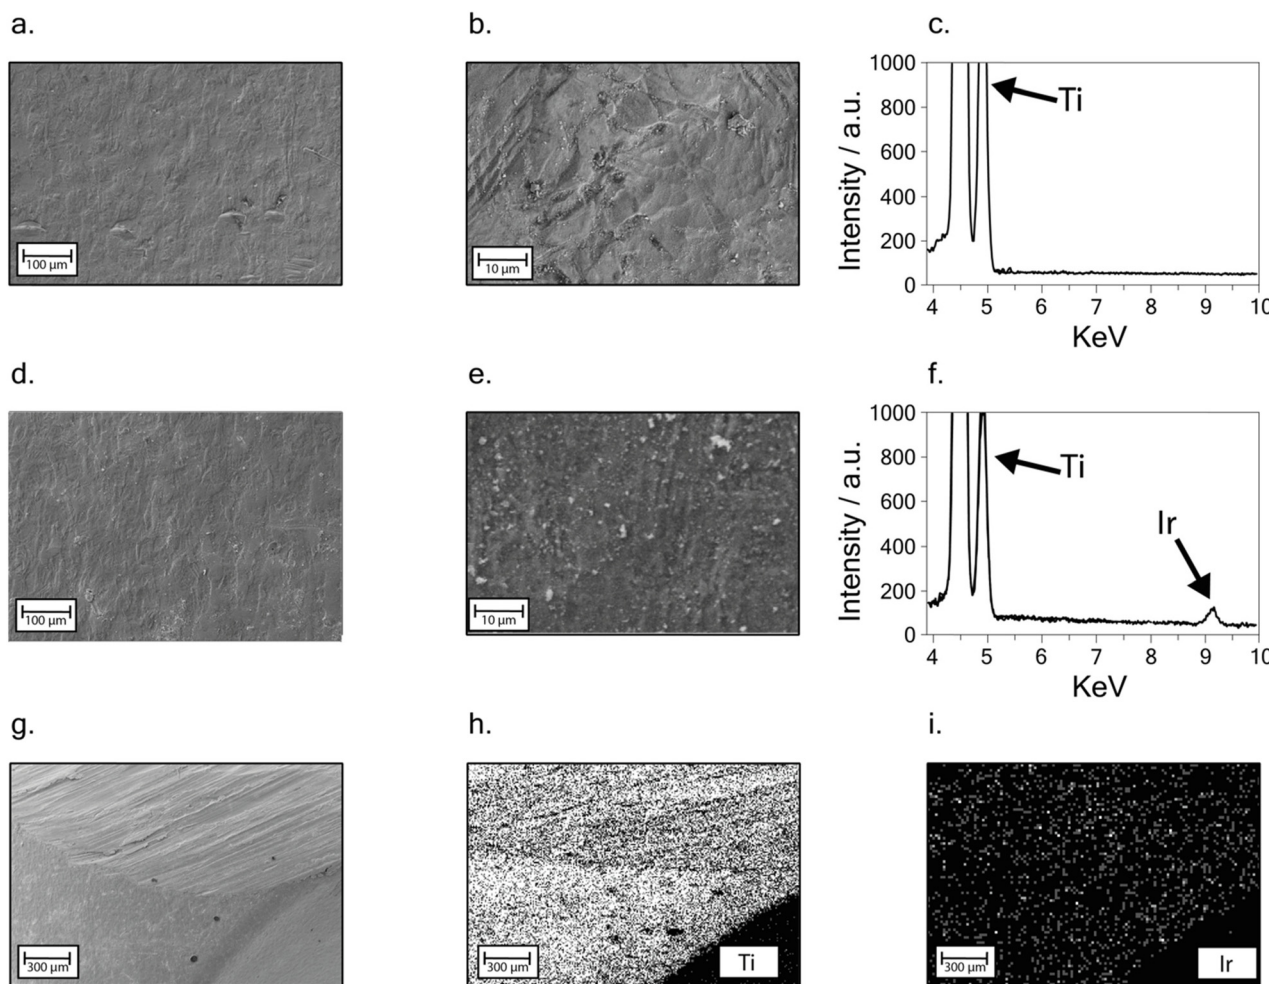 a.
b.
c.
100 µm
10 µm
Intensity / a.u.
1000
800
600
400
200
0
4 5 6 7 8 9 10
KeV
Ti
d.
e.
f.
100 µm
10 µm
Intensity / a.u.
1000
800
600
400
200
0
4 5 6 7 8 9 10
KeV
Ti
Ir
g.
h.
i.
300 µm
300 µm
Ti
300 µm
Ir